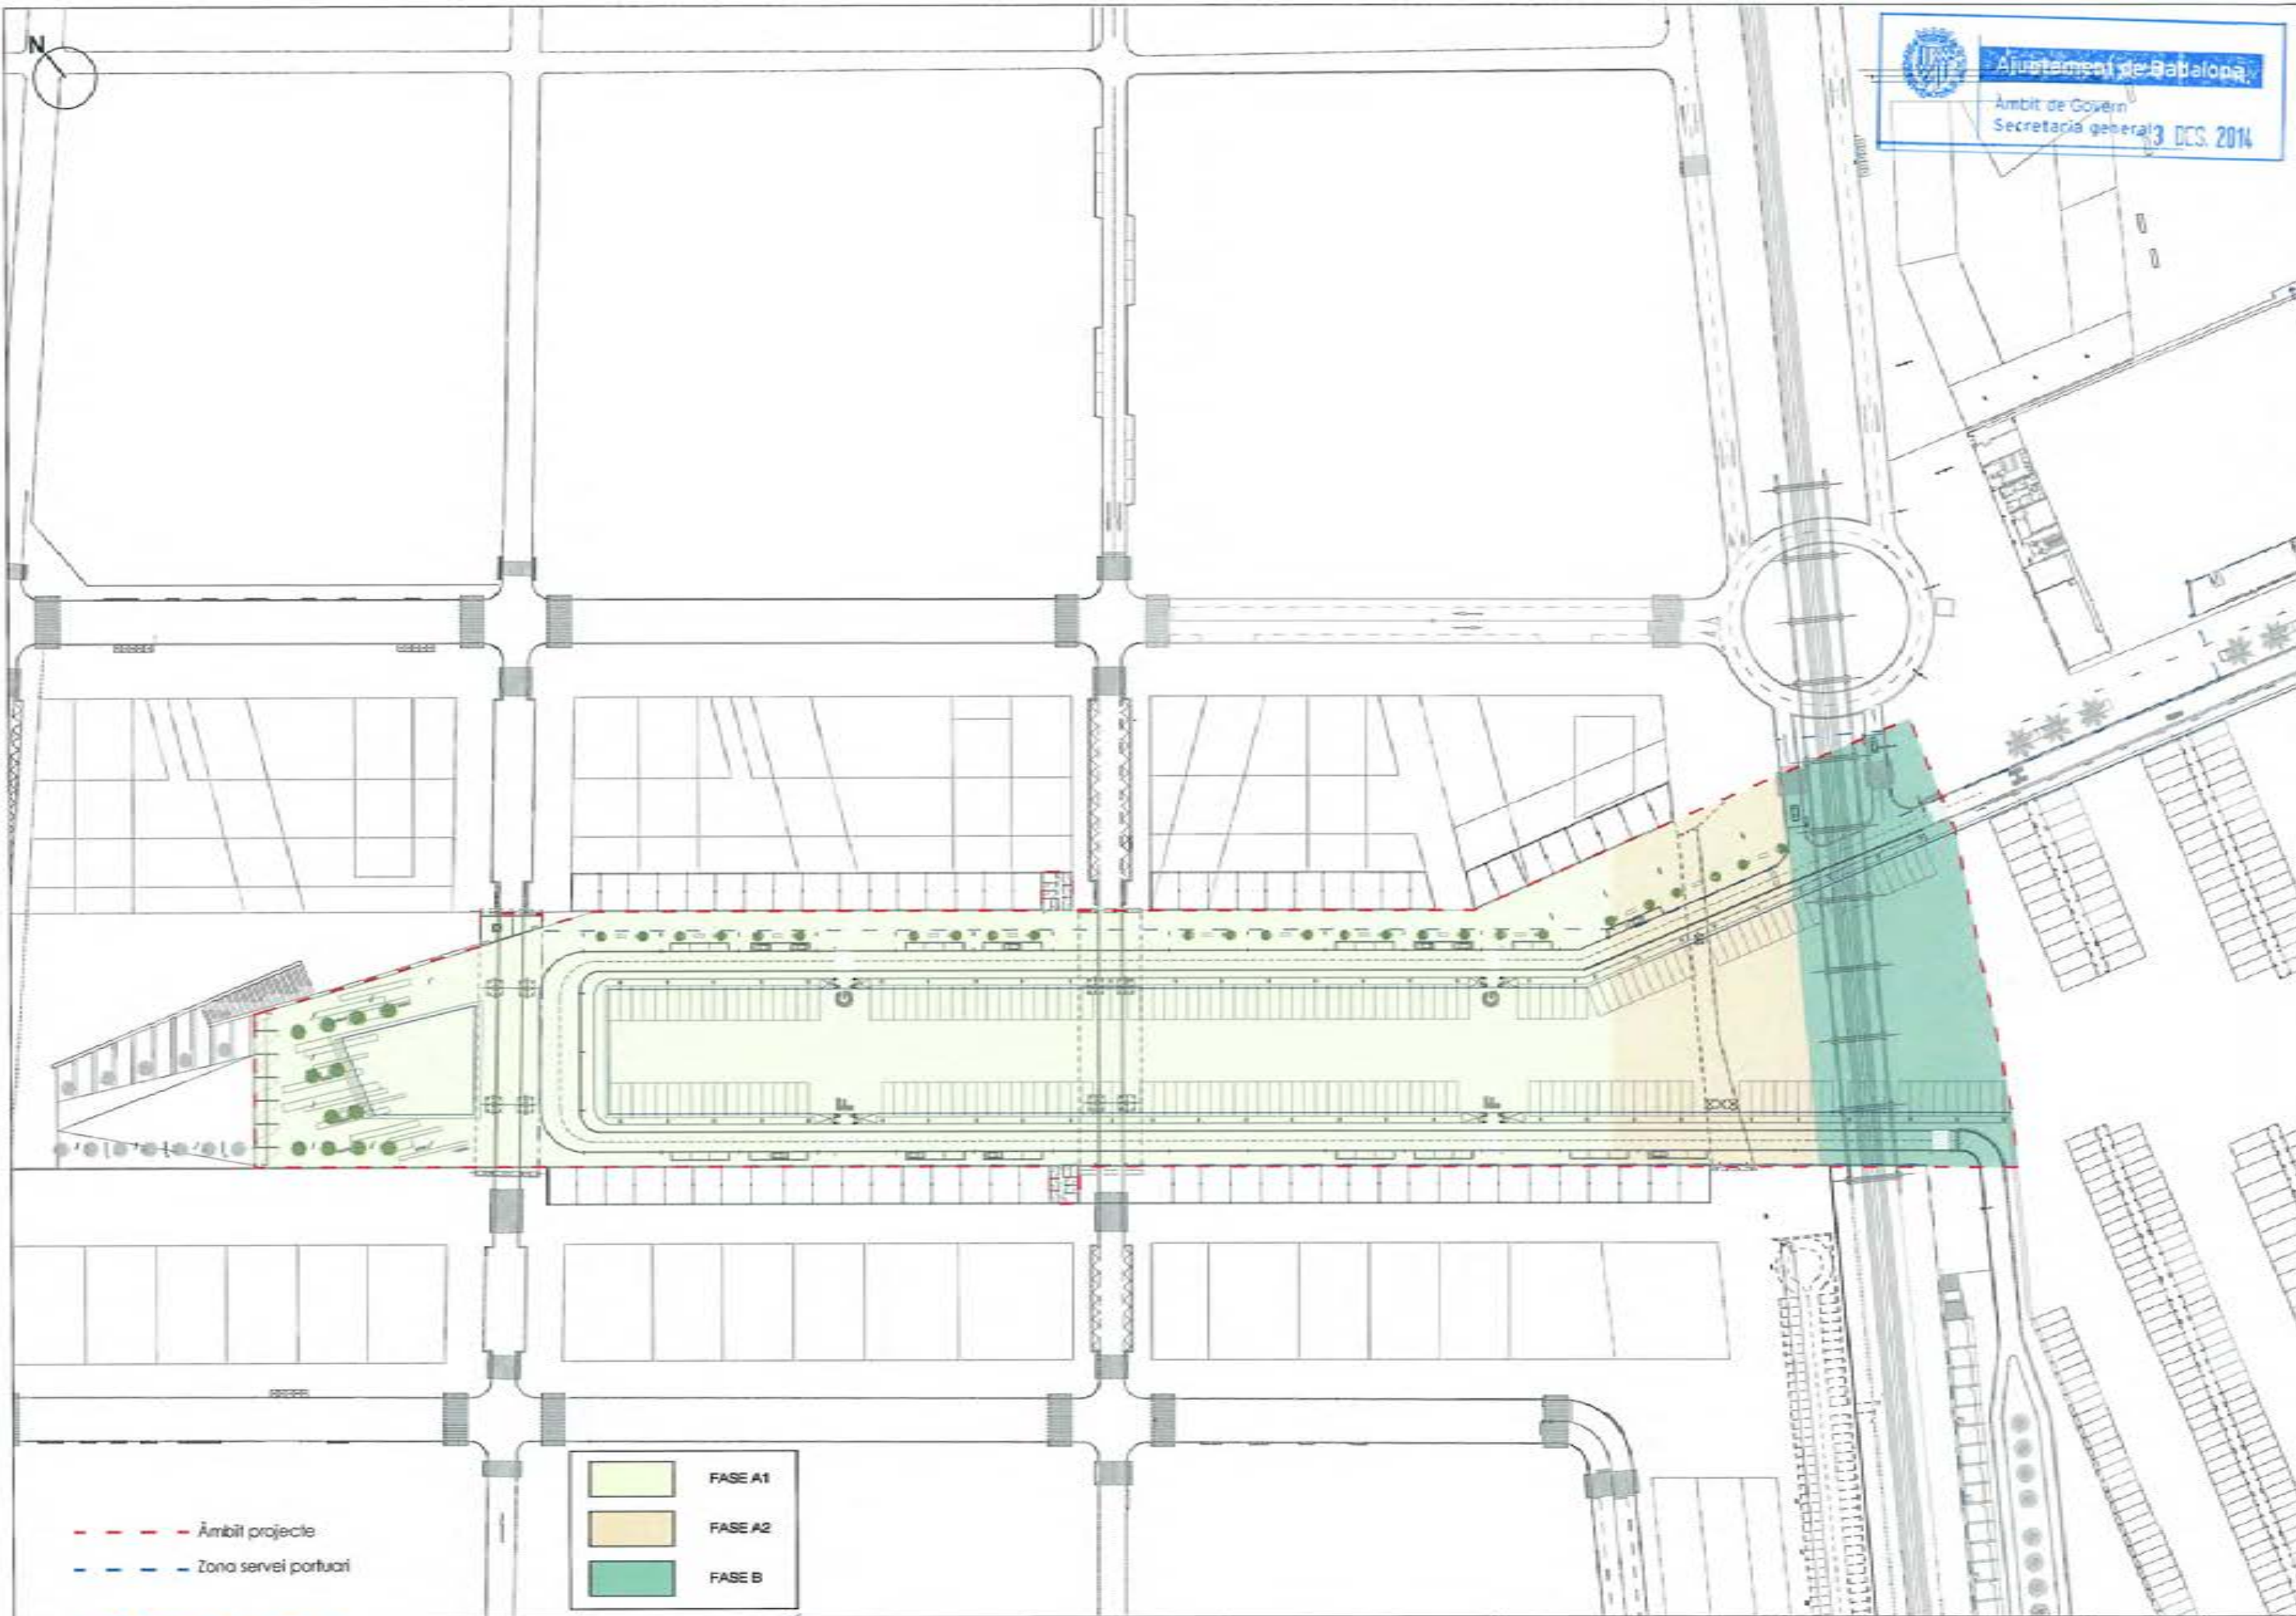 N
Ajuntament de Badalona
Àmbit de Govern
Secretaria general 3 DES. 2014
H
G
G
F
F
FASE A1
FASE A2
FASE B
Àmbit projecte
Zona servei portuari